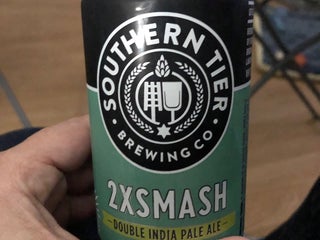 SOUTHERN TIER
· BREWING CO ·
2XSMASH
DOUBLE INDIA PALE ALE